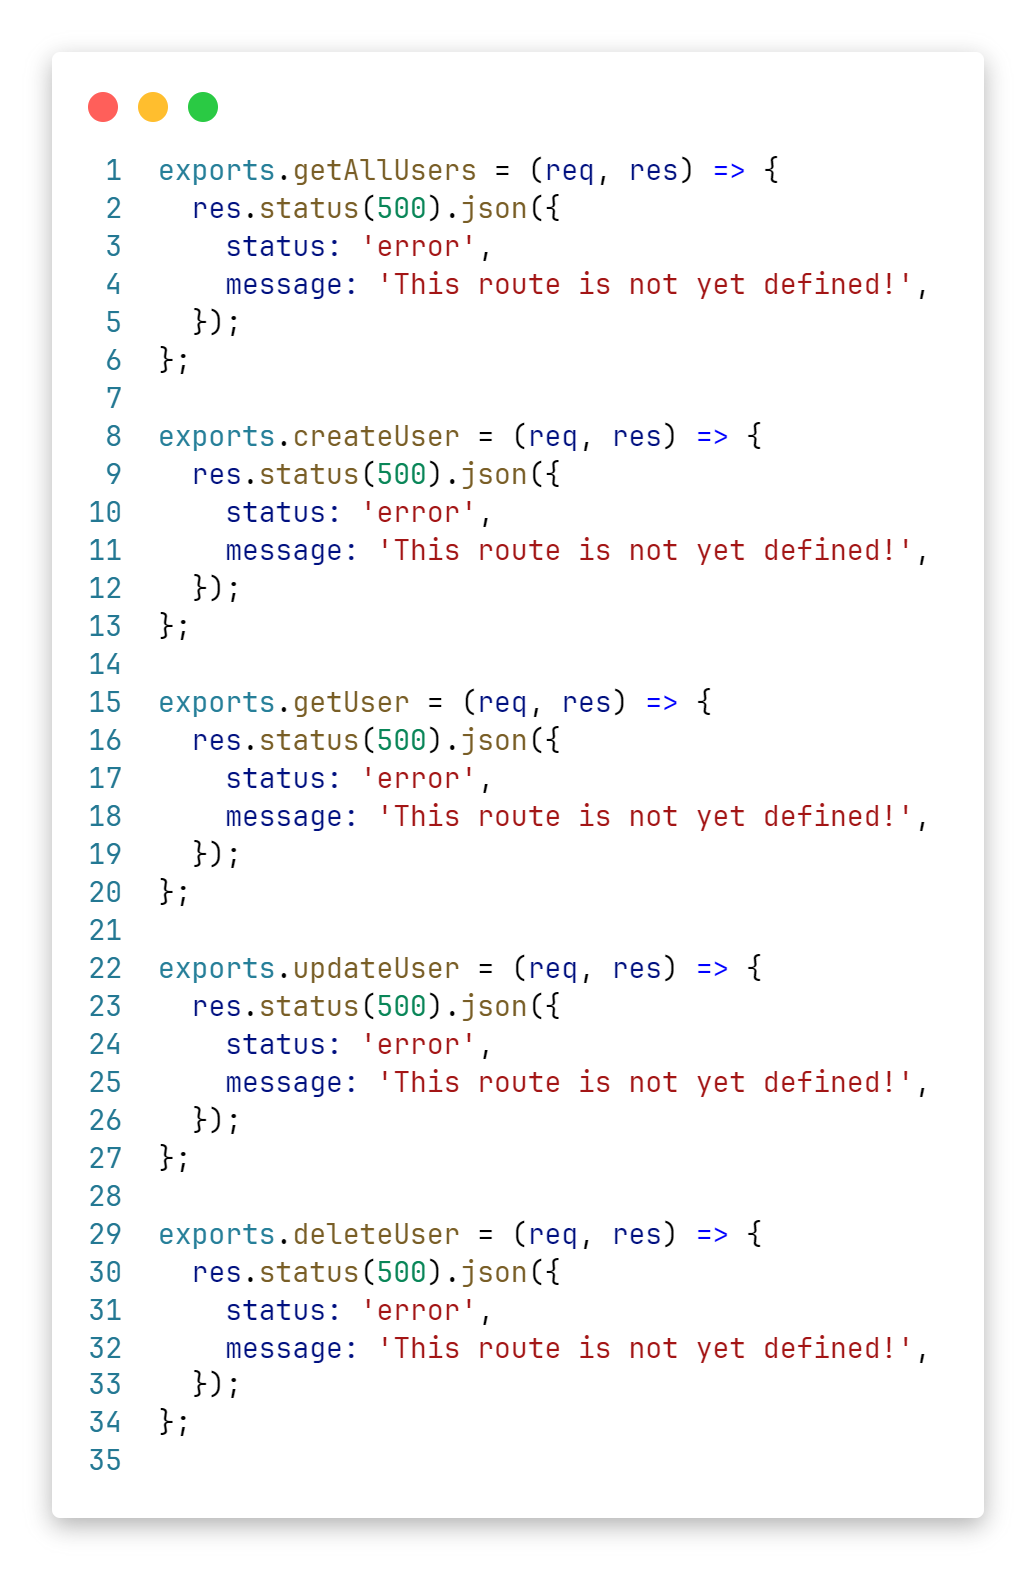 1 exports.getAllUsers = (req, res) => {
2   res.status(500).json({
3     status: 'error',
4     message: 'This route is not yet defined!',
5   });
6 };
7
8 exports.createUser = (req, res) => {
9   res.status(500).json({
10     status: 'error',
11     message: 'This route is not yet defined!',
12   });
13 };
14
15 exports.getUser = (req, res) => {
16   res.status(500).json({
17     status: 'error',
18     message: 'This route is not yet defined!',
19   });
20 };
21
22 exports.updateUser = (req, res) => {
23   res.status(500).json({
24     status: 'error',
25     message: 'This route is not yet defined!',
26   });
27 };
28
29 exports.deleteUser = (req, res) => {
30   res.status(500).json({
31     status: 'error',
32     message: 'This route is not yet defined!',
33   });
34 };
35